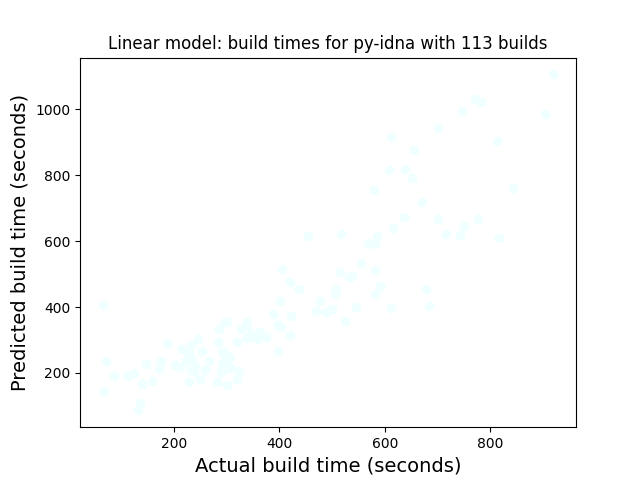 Linear model: build times for py-idna with 113 builds
Predicted build time (seconds)
1000
800
600
400
200
200 400 600 800
Actual build time (seconds)